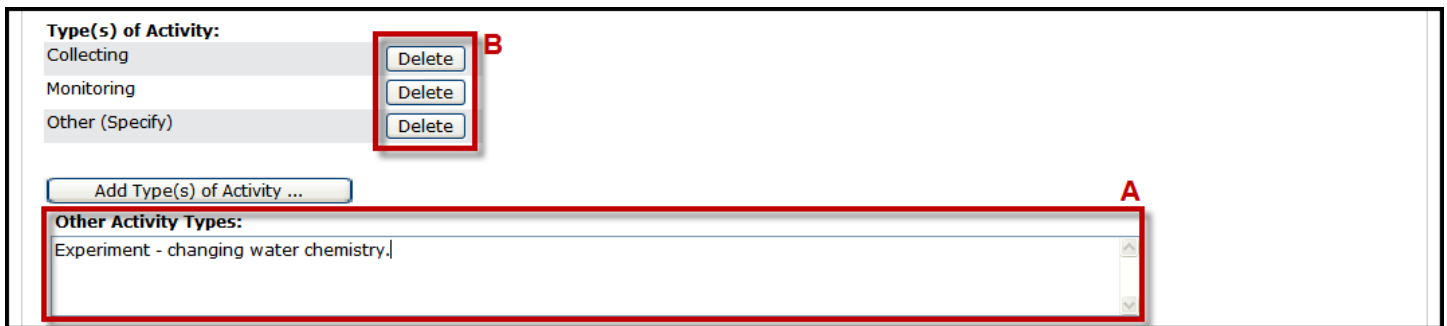 Type(s) of Activity:
B
Collecting Delete
Monitoring Delete
Other (Specify) Delete
Add Type(s) of Activity ...
A
Other Activity Types:
Experiment - changing water chemistry.